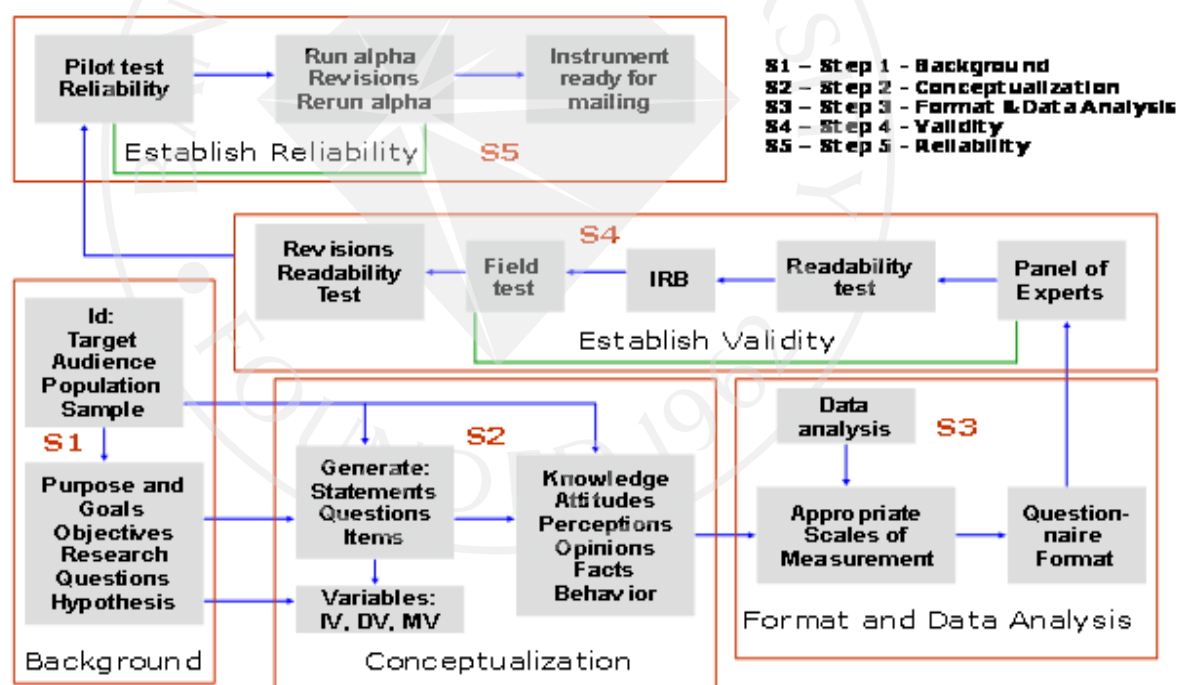 Pilot test
Reliability
Run alpha
Revisions
Rerun alpha
Instrument
ready for
mailing
Establish Reliability
S5
S1 – Step 1 - Background
S2 – Step 2 - Conceptualization
S3 – Step 3 - Format & Data Analysis
S4 – Step 4 - Validity
S5 – Step 5 - Reliability
S4
Revisions
Readability
Test
Field
test
IRB
Readability
test
Panel of
Experts
Establish Validity
Id:
Target
Audience
Population
Sample
S1
Purpose and
Goals
Objectives
Research
Questions
Hypothesis
Background
S2
Generate:
Statements
Questions
Items
Variables:
IV, DV, MV
Knowledge
Attitudes
Perceptions
Opinions
Facts
Behavior
Conceptualization
Data
analysis
S3
Appropriate
Scales of
Measurement
Question-
naire
Format
Format and Data Analysis
FOUNDED 1962